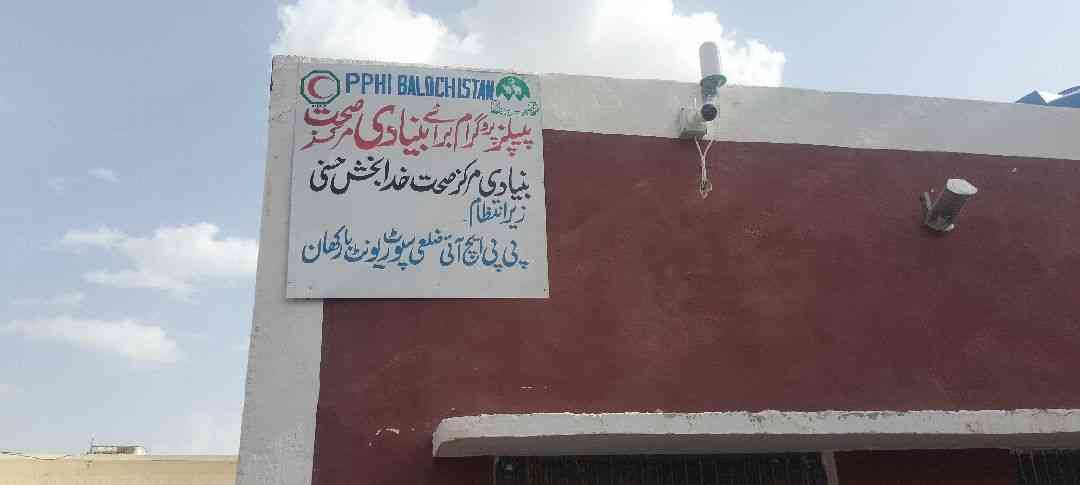 PPHI BALOCHISTAN
پیپلز پروگرام برائے بنیادی مرکز صحت
بنیادی مرکز صحت خدا بخش حسنی
زیر انتظام۔
پی پی ایچ آئی ضلعی سپورٹ یونٹ بارکھان